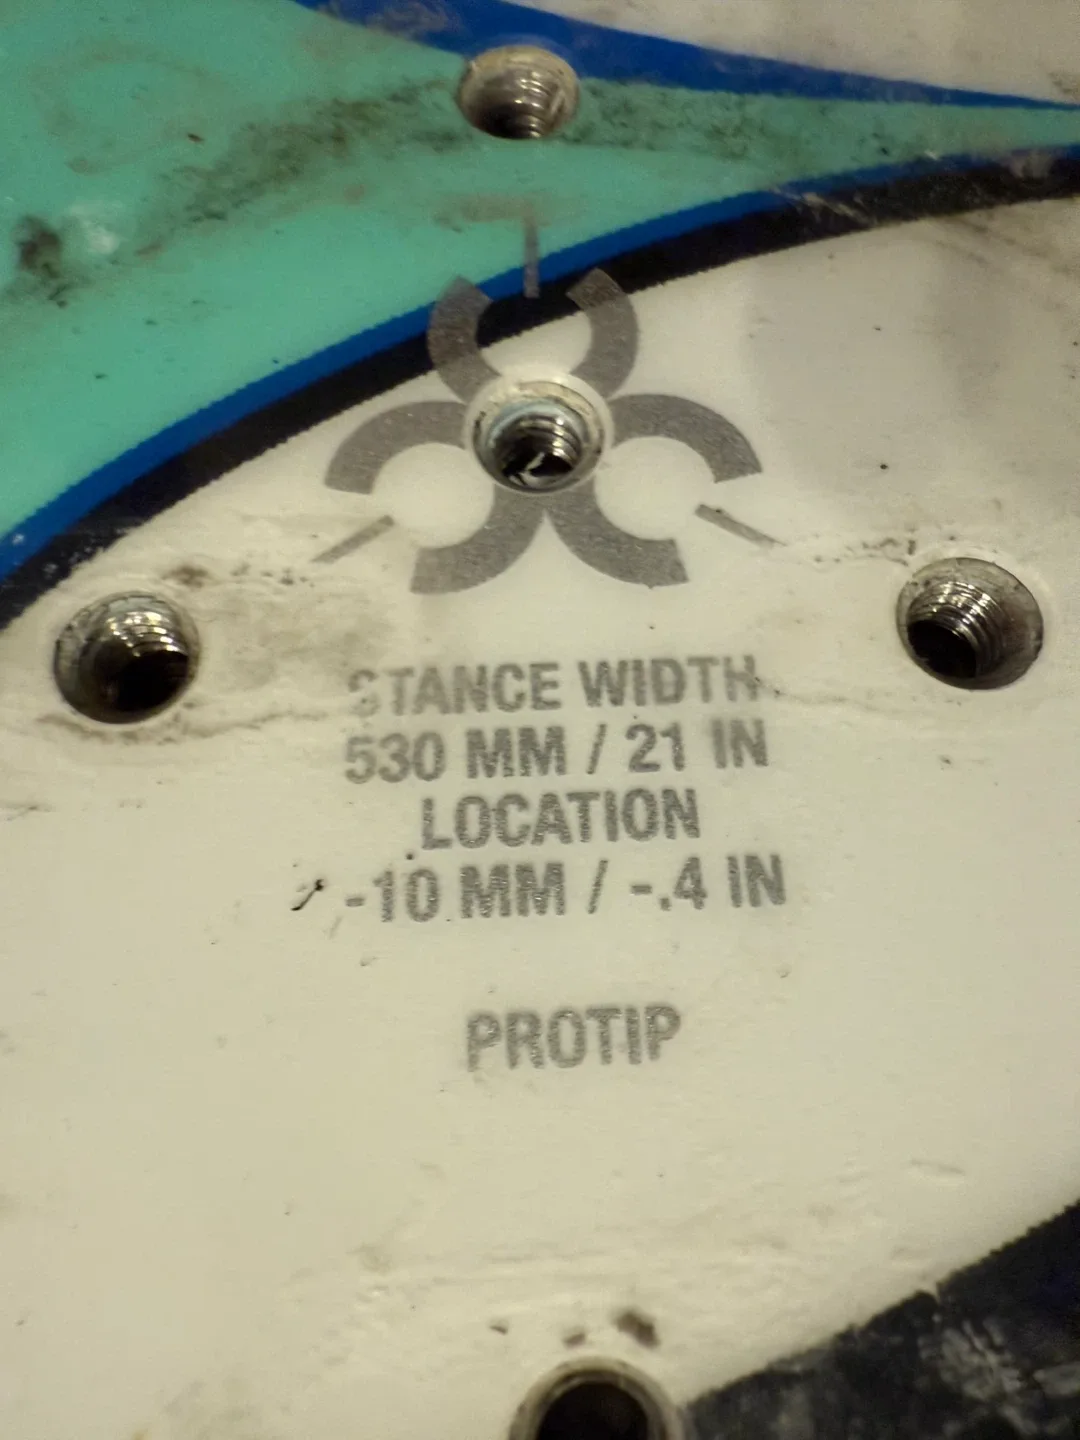 STANCE WIDTH
530 MM / 21 IN
LOCATION
-10 MM / -.4 IN
PROTIP